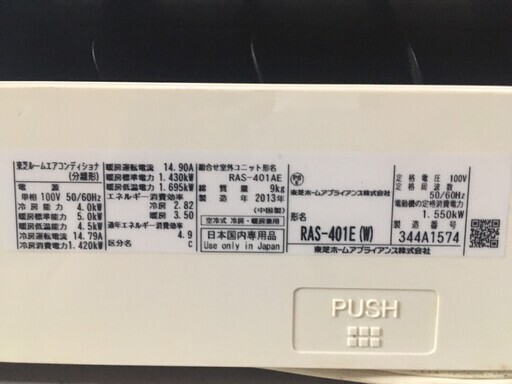 東芝ルームエアコンディショナ
(分離形)
電源
単相 100V 50/60Hz
冷房能力 4.0kW
暖房標準能力 5.0kW
暖房低温能力 4.5kW
冷房運転電流 14.79A
冷房消費電力 1.420kW
暖房運転電流 14.90A
暖房標準電力 1.430kW
暖房低温電力 1.695kW
エネルギー消費効率
冷房 2.82
暖房 3.50
通年エネルギー消費効率
4.9
区分名 C
組合せ室外ユニット形名
RAS-401AE
総質量 9kg
製造年 2013年
(中国製)
空冷式 冷房・暖房兼用
日本国内専用品
Use only in Japan
東芝ホームアプライアンス株式会社
形名
RAS-401E(W)
定格電圧 100V
定格周波数
50/60Hz
電動機の定格消費電力
1.550kW
製造番号
344A1574
東芝ホームアプライアンス株式会社
PUSH